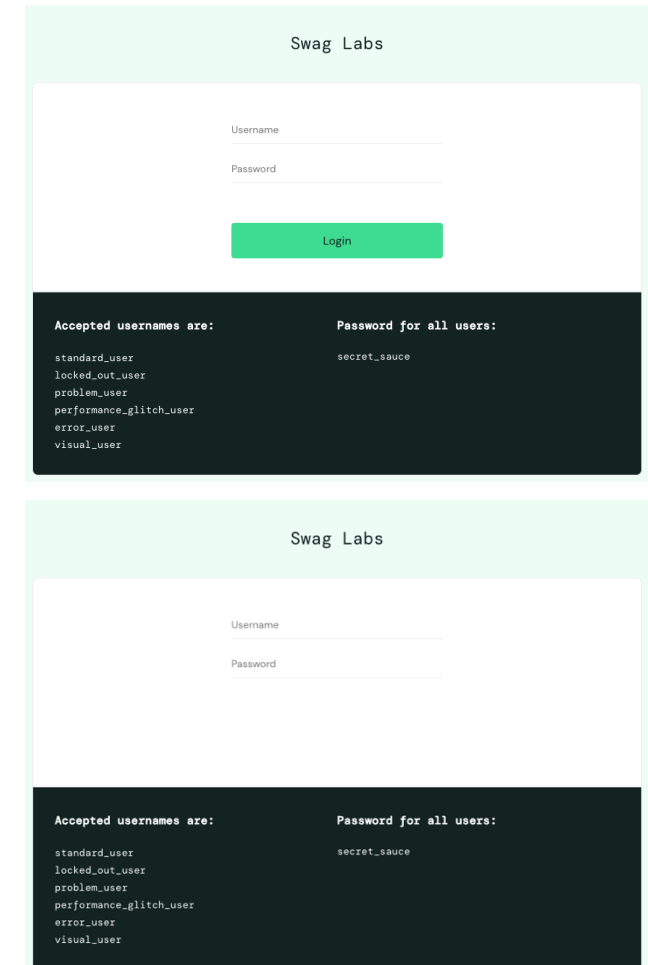 Swag Labs
Username
Password
Login
Accepted usernames are:
standard_user
locked_out_user
problem_user
performance_glitch_user
error_user
visual_user
Password for all users:
secret_sauce
Swag Labs
Username
Password
Accepted usernames are:
standard_user
locked_out_user
problem_user
performance_glitch_user
error_user
visual_user
Password for all users:
secret_sauce